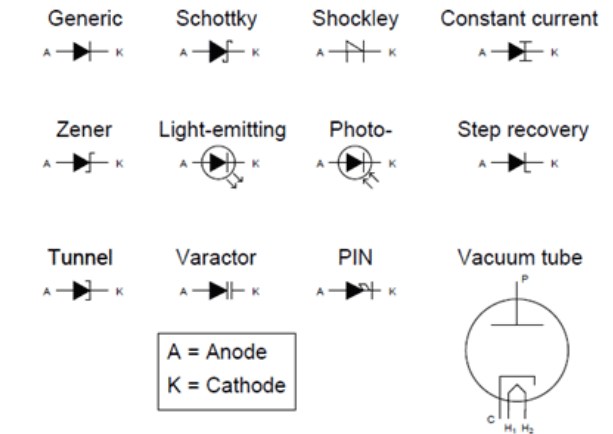 Generic Schottky Shockley Constant current
A K A K A K A K
Zener Light-emitting Photo- Step recovery
A K A K A K A K
Tunnel Varactor PIN Vacuum tube
P
A K A K A K
A = Anode
K = Cathode
C H₁ H₂